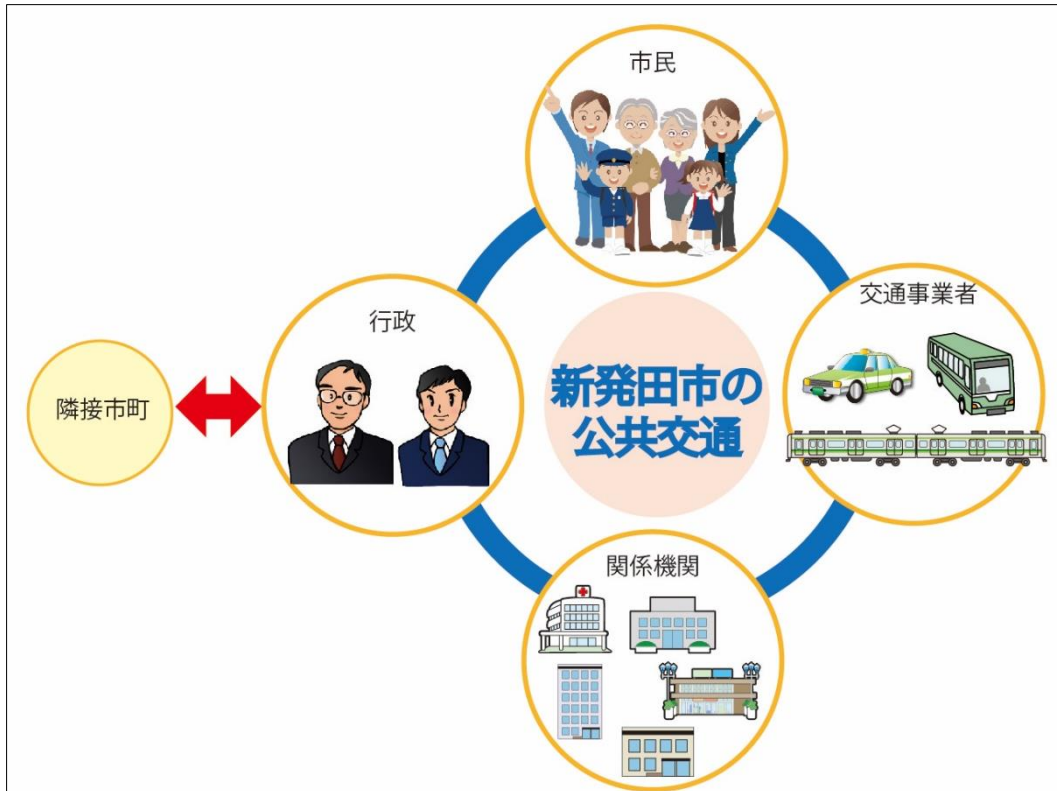 市民
交通事業者
行政
隣接市町
新発田市の
公共交通
関係機関